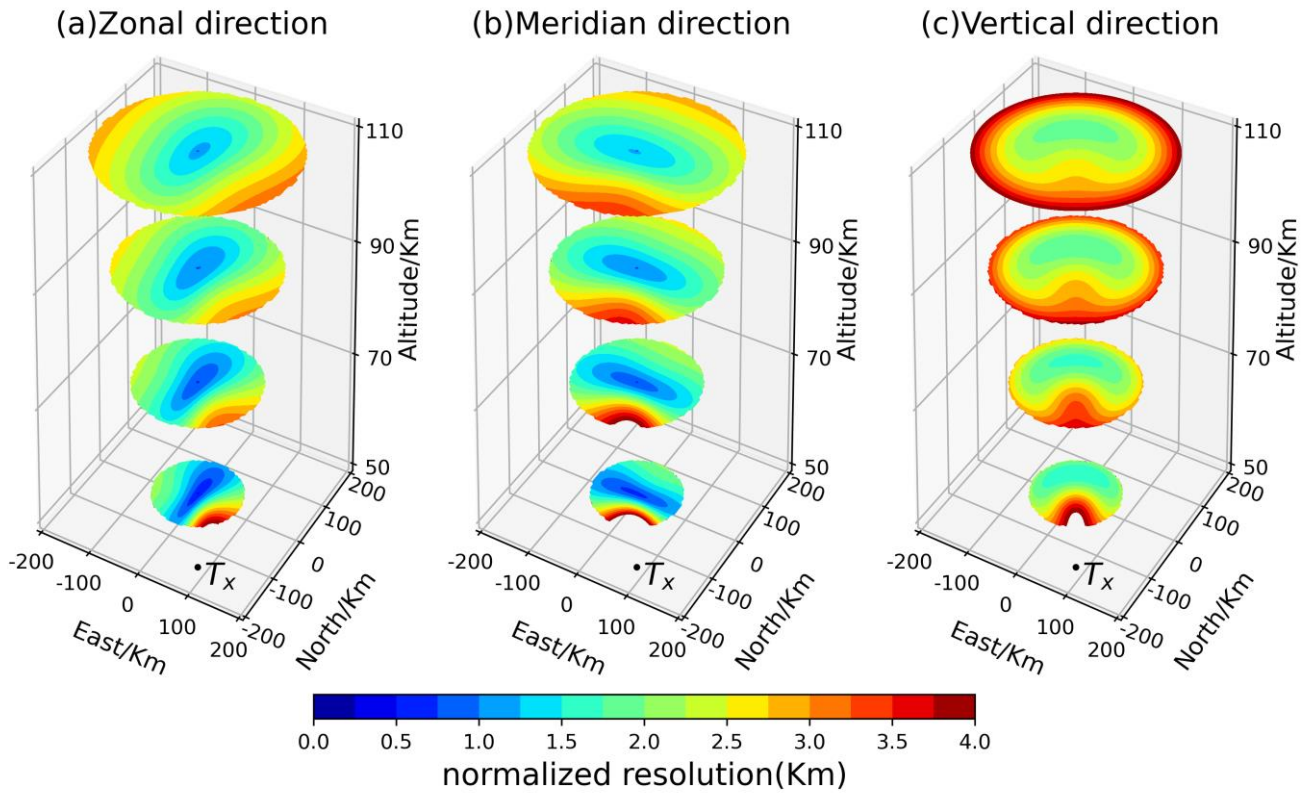 (a)Zonal direction
(b)Meridian direction
(c)Vertical direction
110
90
70
50
Altitude/Km
200
100
0
-100
-200
North/Km
-200
-100
0
100
200
East/Km
Tx
110
90
70
50
Altitude/Km
200
100
0
-100
-200
North/Km
-200
-100
0
100
200
East/Km
Tx
110
90
70
50
Altitude/Km
200
100
0
-100
-200
North/Km
-200
-100
0
100
200
East/Km
Tx
0.0 0.5 1.0 1.5 2.0 2.5 3.0 3.5 4.0
normalized resolution(Km)